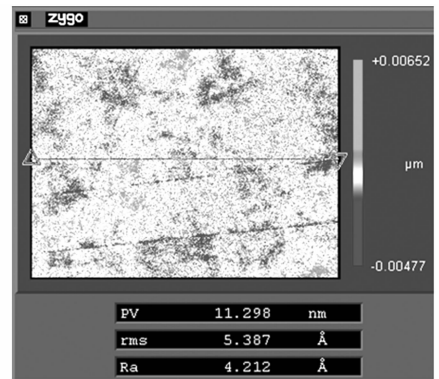 zygo
+0.00652
µm
-0.00477
PV 11.298 nm
rms 5.387 Å
Ra 4.212 Å